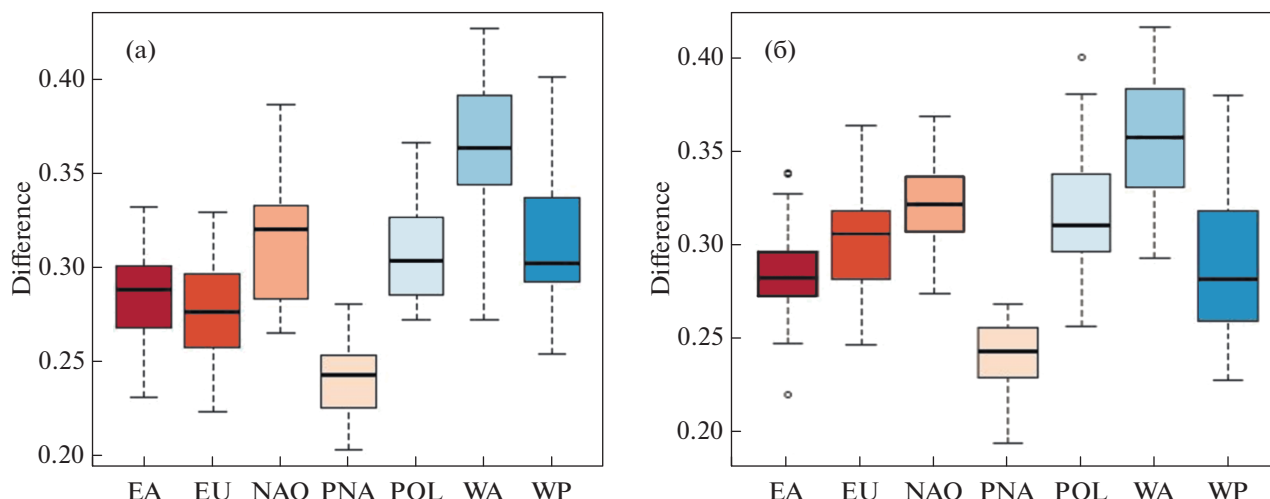 (а)
Difference
0.40
0.35
0.30
0.25
0.20
EA EU NAO PNA POL WA WP
(б)
Difference
0.40
0.35
0.30
0.25
0.20
EA EU NAO PNA POL WA WP